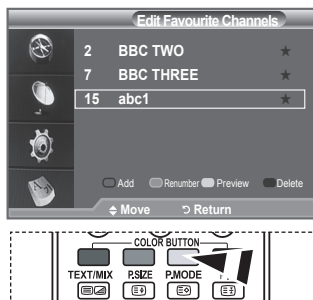 Edit Favourite Channels
2 BBC TWO ★
7 BBC THREE ★
15 abc1 ★
Add Renumber Preview Delete
Move Return
COLOR BUTTON
TEXT/MIX P.SIZE P.MODE